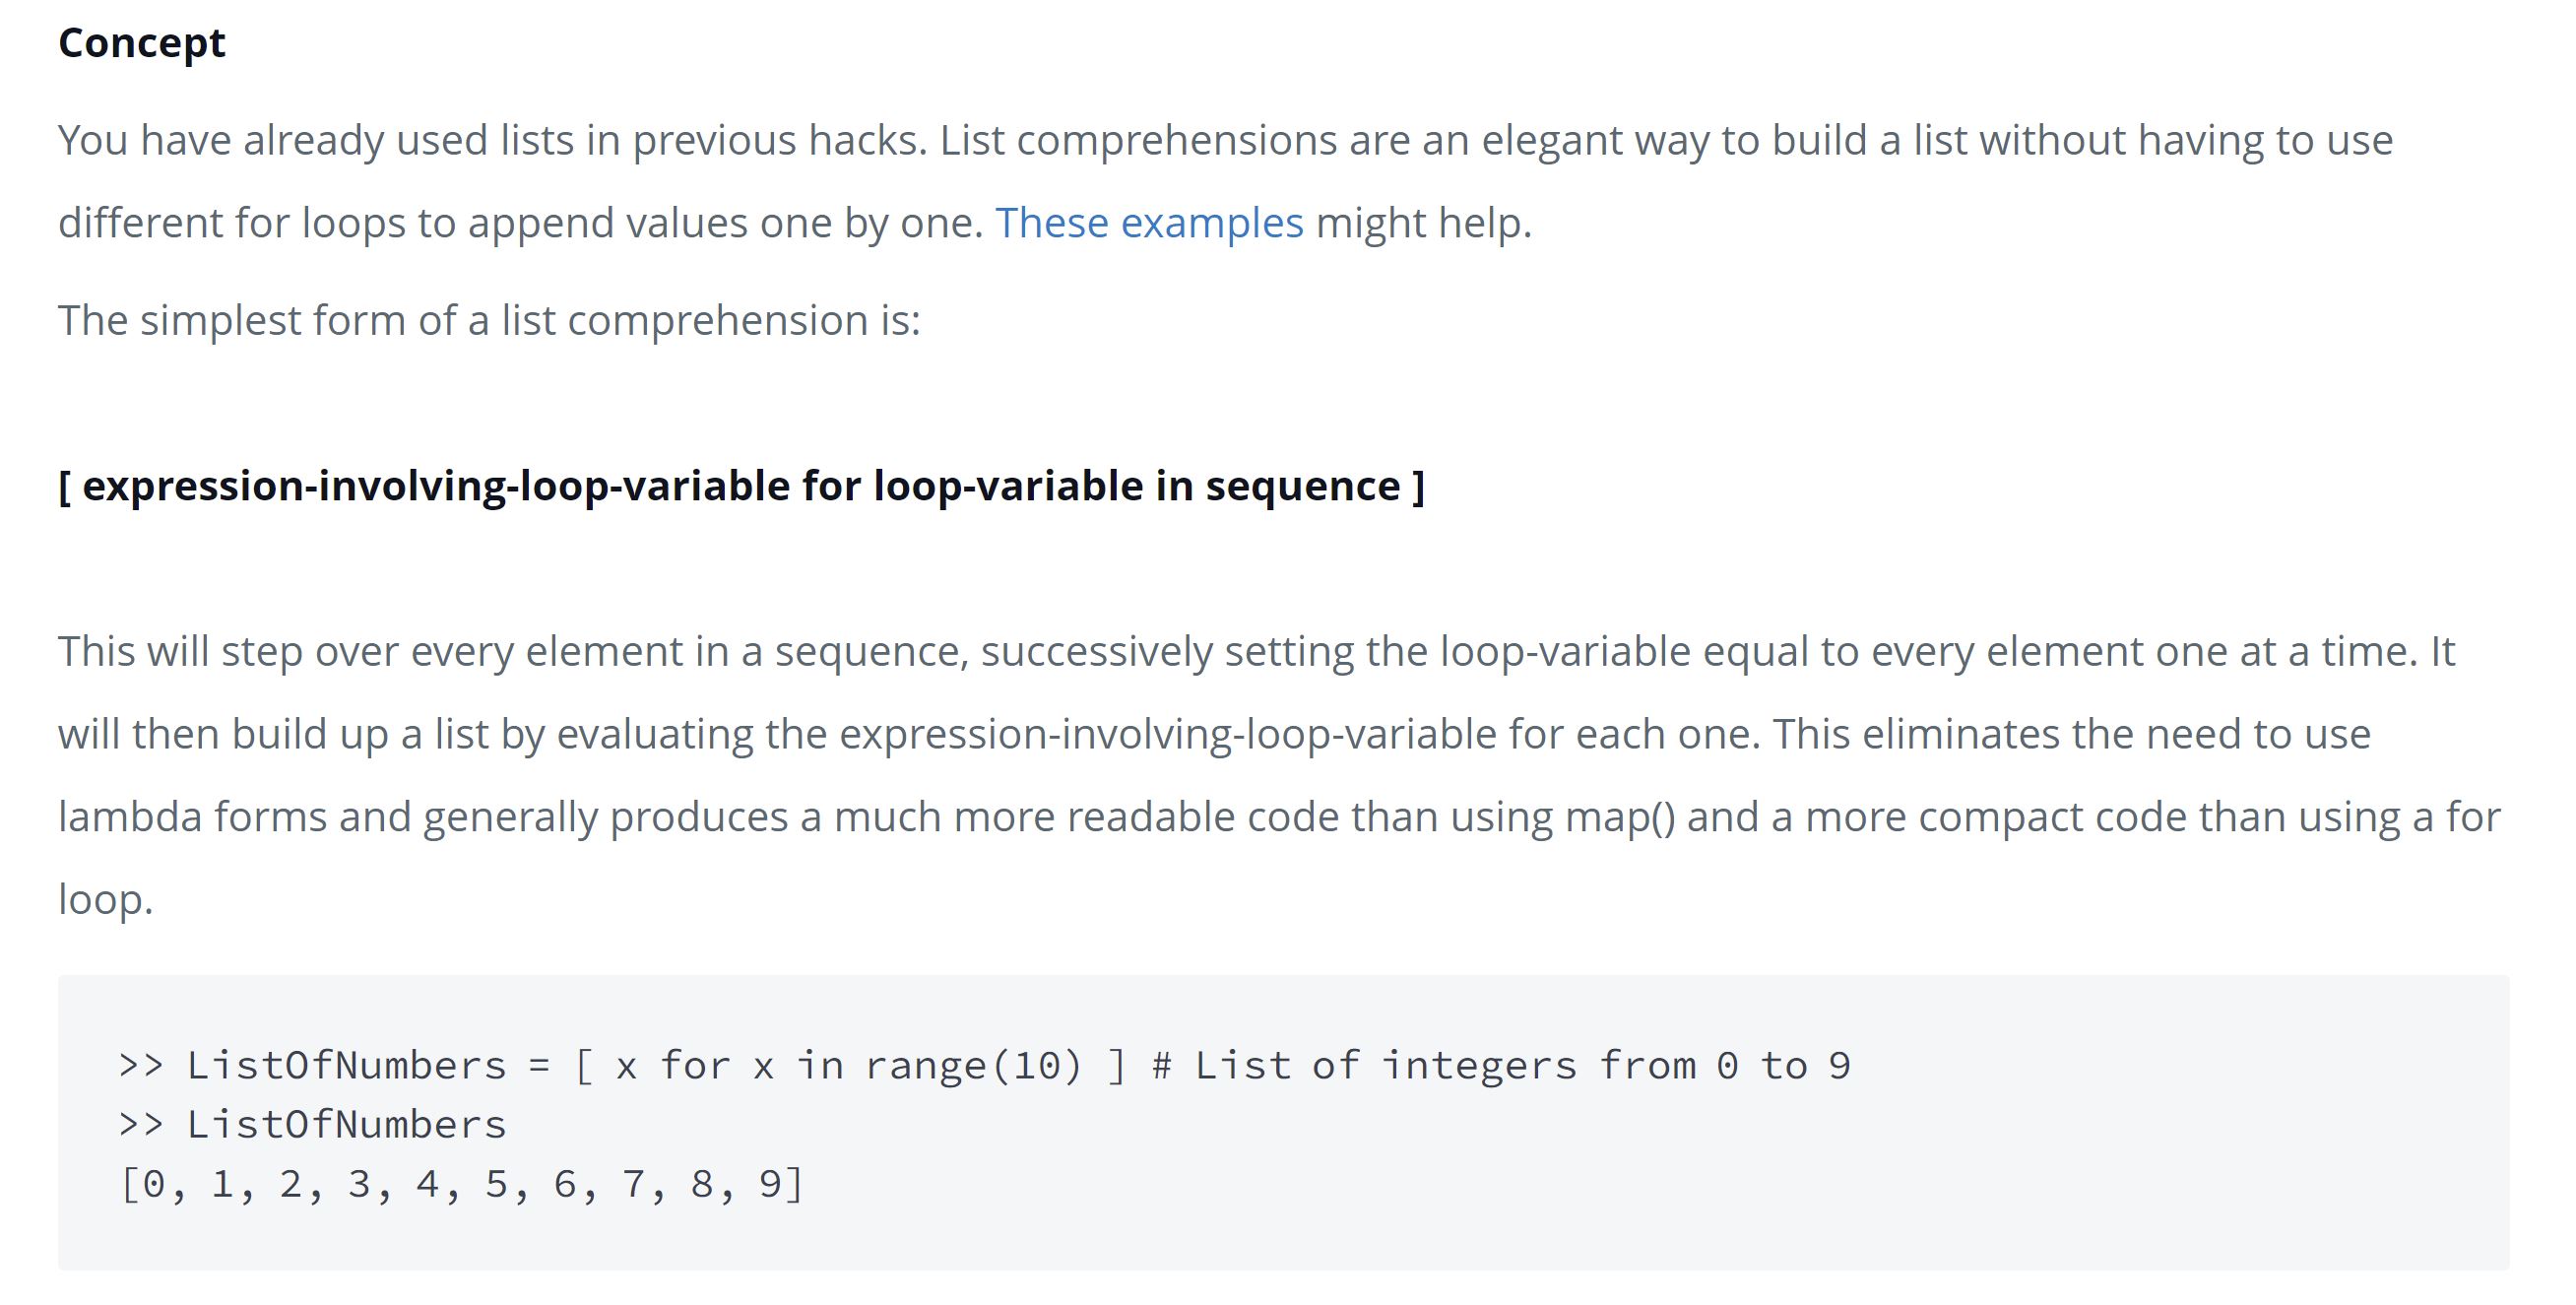 Concept
You have already used lists in previous hacks. List comprehensions are an elegant way to build a list without having to use
different for loops to append values one by one. These examples might help.
The simplest form of a list comprehension is:
[ expression-involving-loop-variable for loop-variable in sequence ]
This will step over every element in a sequence, successively setting the loop-variable equal to every element one at a time. It
will then build up a list by evaluating the expression-involving-loop-variable for each one. This eliminates the need to use
lambda forms and generally produces a much more readable code than using map() and a more compact code than using a for
loop.
>> ListOfNumbers = [ x for x in range(10) ] # List of integers from 0 to 9
>> ListOfNumbers
[0, 1, 2, 3, 4, 5, 6, 7, 8, 9]